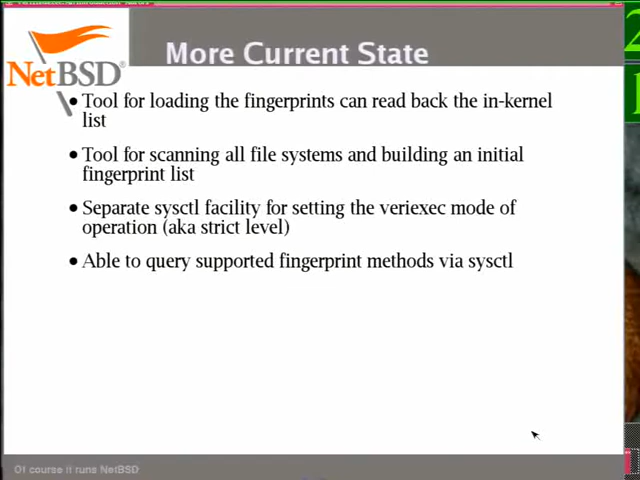 More Current State
NetBSD®
• Tool for loading the fingerprints can read back the in-kernel
list
• Tool for scanning all file systems and building an initial
fingerprint list
• Separate sysctl facility for setting the veriexec mode of
operation (aka strict level)
• Able to query supported fingerprint methods via sysctl
Of course it runs NetBSD